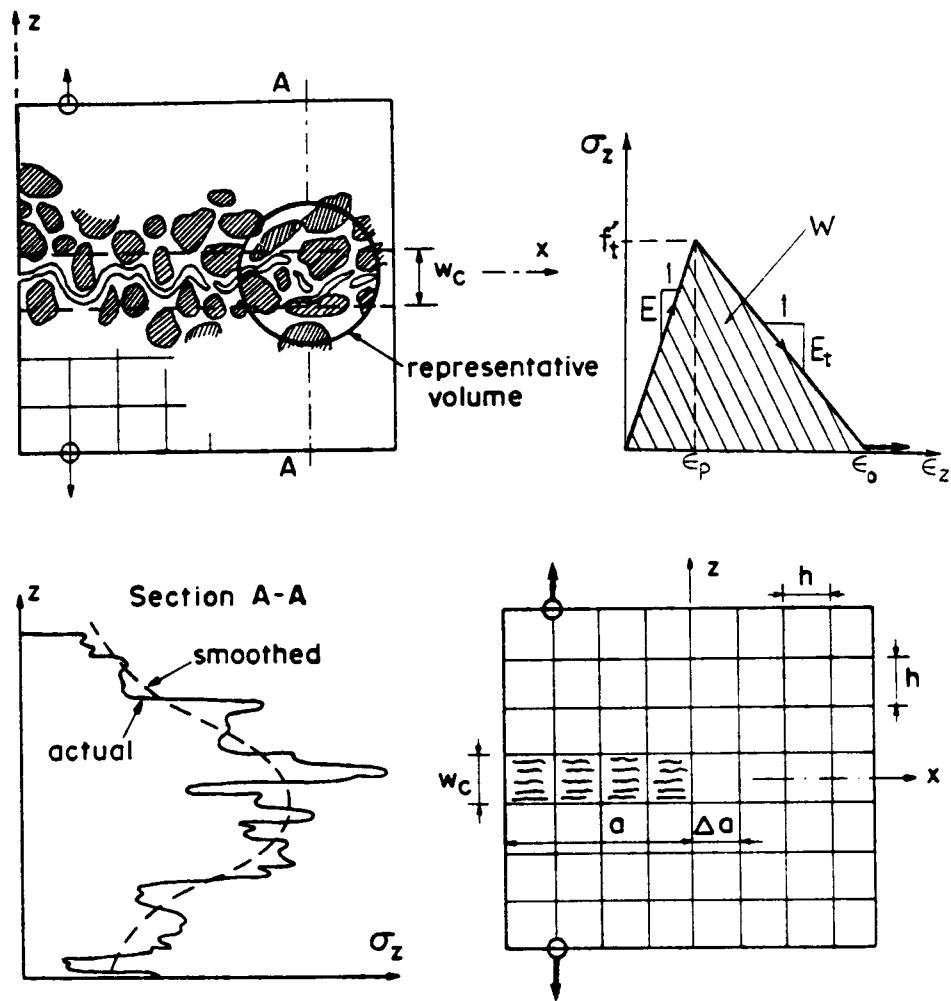 z
A
x
w_c
representative
volume
A
σ_z
f'_t
W
1
E
1
E_t
ϵ_p
ϵ_o
ϵ_z
z
Section A-A
smoothed
actual
σ_z
z
h
h
w_c
x
a
Δa